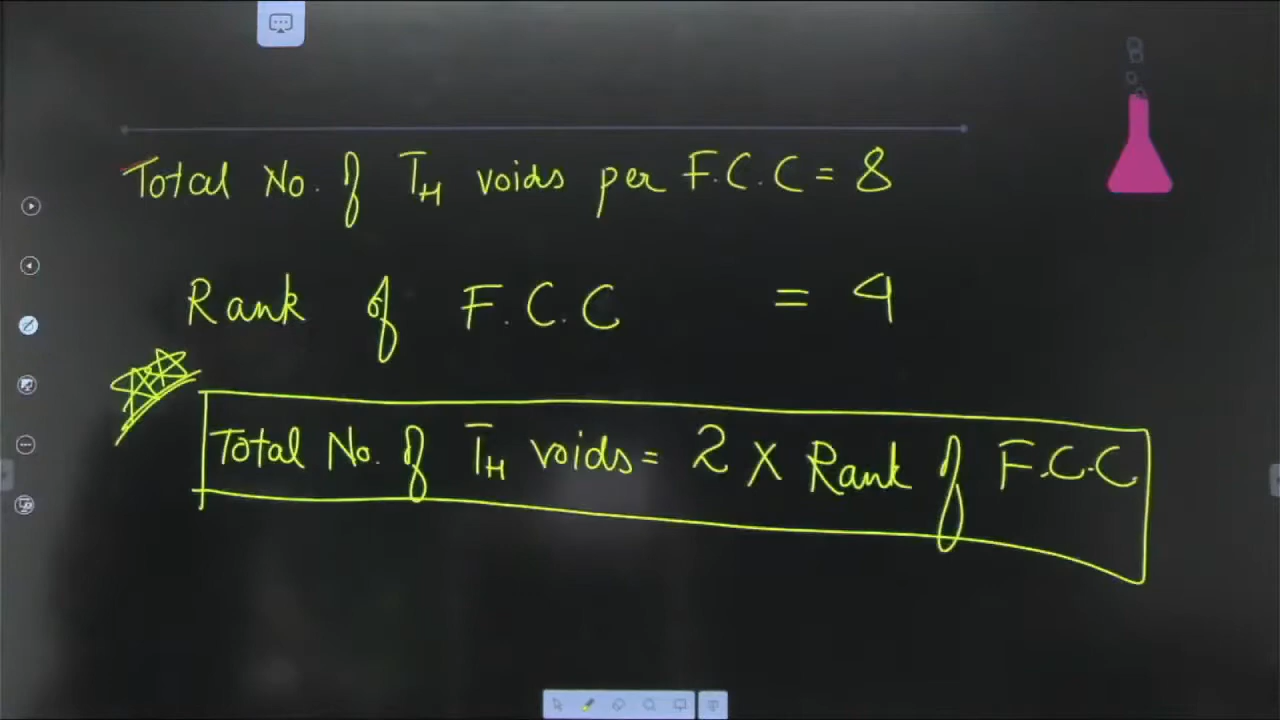 Total No. of TH voids per F.C.C = 8
Rank of F.C.C = 4
Total No. of TH voids = 2 X Rank of F.C.C